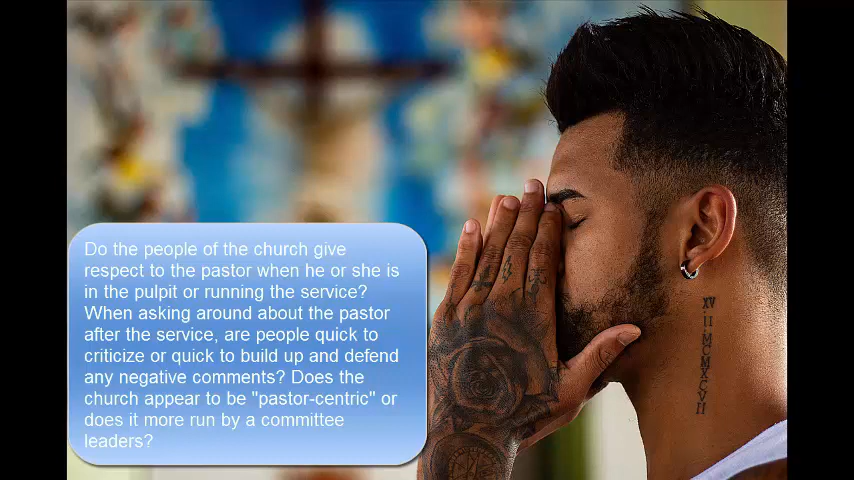 Do the people of the church give
respect to the pastor when he or she is
in the pulpit or running the service?
When asking around about the pastor
after the service, are people quick to
criticize or quick to build up and defend
any negative comments? Does the
church appear to be "pastor-centric" or
does it more run by a committee
leaders?
XV
II
MCMXCVII